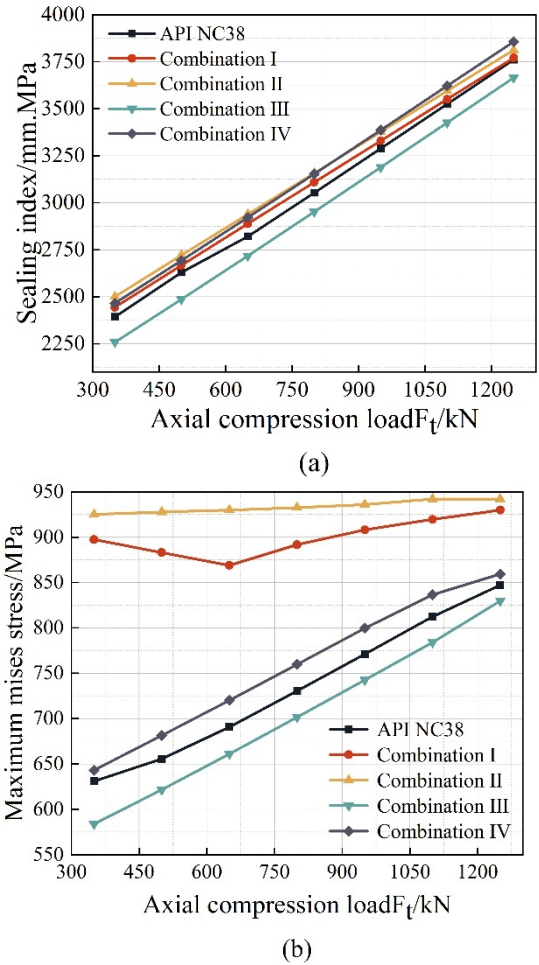 4000
3750
3500
3250
3000
2750
2500
2250
Sealing index/mm.MPa
API NC38
Combination I
Combination II
Combination III
Combination IV
300 450 600 750 900 1050 1200
Axial compression loadFt/kN
(a)
950
900
850
800
750
700
650
600
550
Maximum mises stress/MPa
API NC38
Combination I
Combination II
Combination III
Combination IV
300 450 600 750 900 1050 1200
Axial compression loadFt/kN
(b)